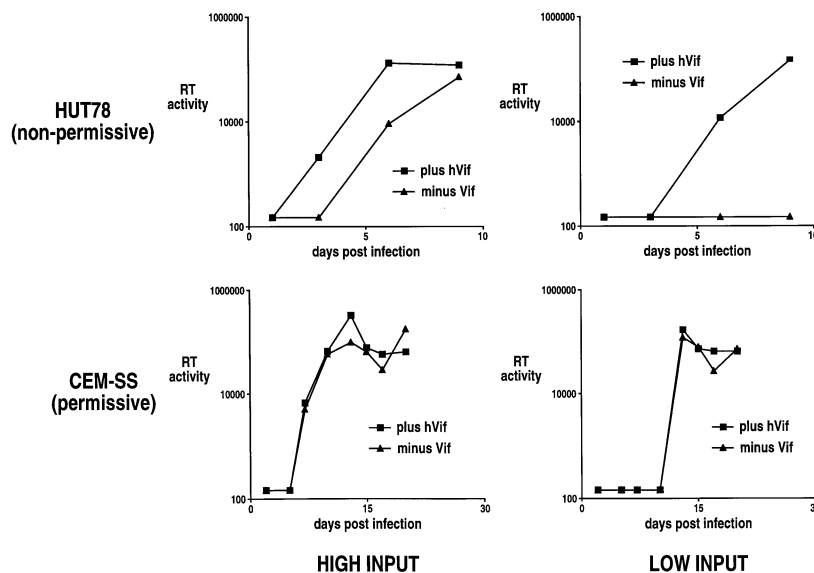 1000000
RT
activity
10000
100
0
5
10
days post infection
plus hVif
minus Vif
HUT78
(non-permissive)
1000000
RT
activity
10000
100
0
5
10
days post infection
plus hVif
minus Vif
1000000
RT
activity
10000
100
0
15
30
days post infection
plus hVif
minus Vif
CEM-SS
(permissive)
1000000
RT
activity
10000
100
0
15
days post infection
plus hVif
minus Vif
HIGH INPUT
LOW INPUT